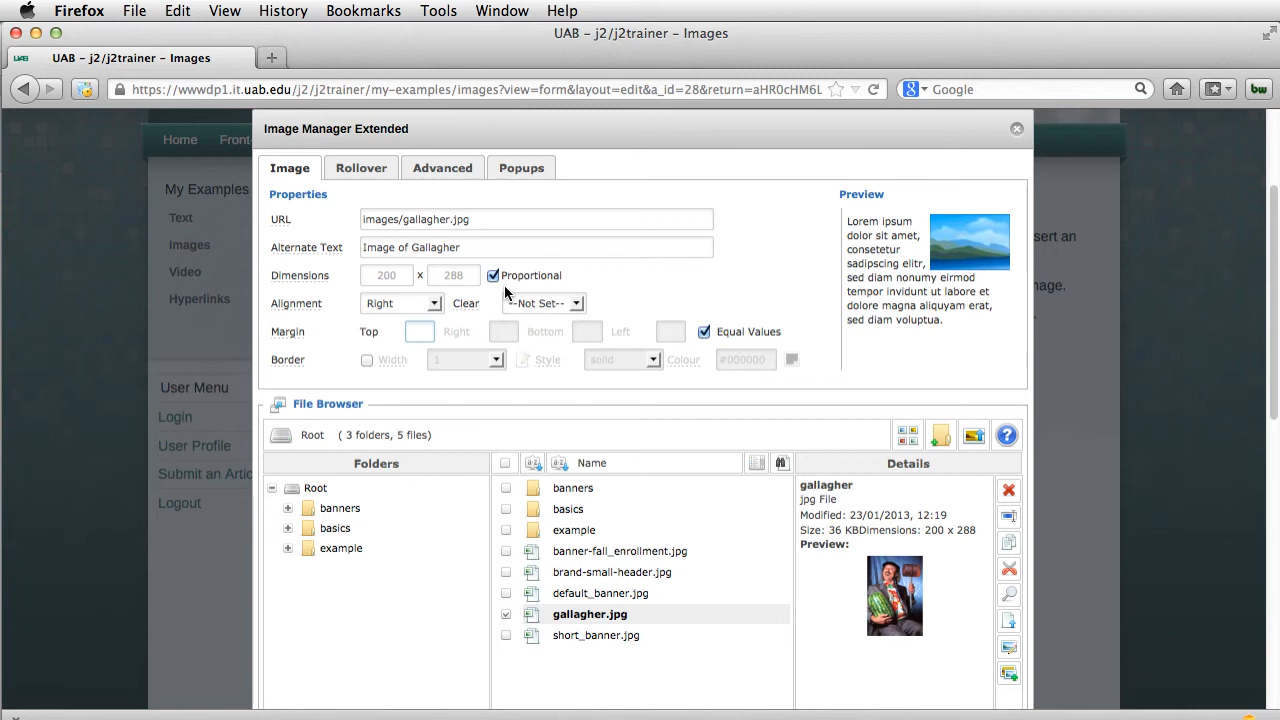 Firefox File Edit View History Bookmarks Tools Window Help
UAB – j2/j2trainer – Images
UAB UAB – j2/j2trainer – Images
https://wwwdp1.it.uab.edu/j2/j2trainer/my-examples/images?view=form&layout=edit&a_id=28&return=aHR0cHM6L Google bw
Home Front-
Image Manager Extended
Image Rollover Advanced Popups
My Examples
Text
Images
Video
Hyperlinks
User Menu
Login
User Profile
Submit an Artic
Logout
Properties
URL images/gallagher.jpg
Alternate Text Image of Gallagher
Dimensions 200 x 288 Proportional
Alignment Right Clear --Not Set--
Margin Top Right Bottom Left Equal Values
Border Width 1 Style solid Colour #000000
Preview
Lorem ipsum
dolor sit amet,
consetetur
sadipscing elitr,
sed diam nonumy eirmod
tempor invidunt ut labore et
dolore magna aliquyam erat,
sed diam voluptua.
sert an
mage.
File Browser
Root ( 3 folders, 5 files)
Folders Name Details
Root
banners
basics
example
banners
basics
example
banner-fall_enrollment.jpg
brand-small-header.jpg
default_banner.jpg
gallagher.jpg
short_banner.jpg
gallagher
jpg File
Modified: 23/01/2013, 12:19
Size: 36 KBDimensions: 200 x 288
Preview: